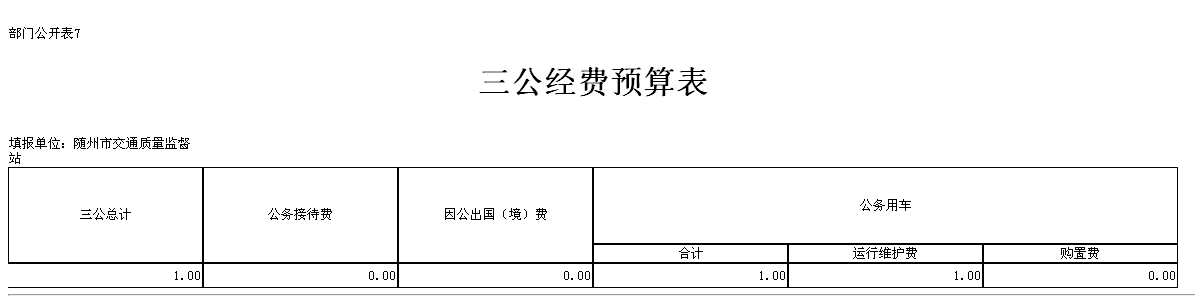 部门公开表7
三公经费预算表
填报单位：随州市交通质量监督
站
三公总计 公务接待费 因公出国（境）费 公务用车
合计 运行维护费 购置费
1.00 0.00 0.00 1.00 1.00 0.00